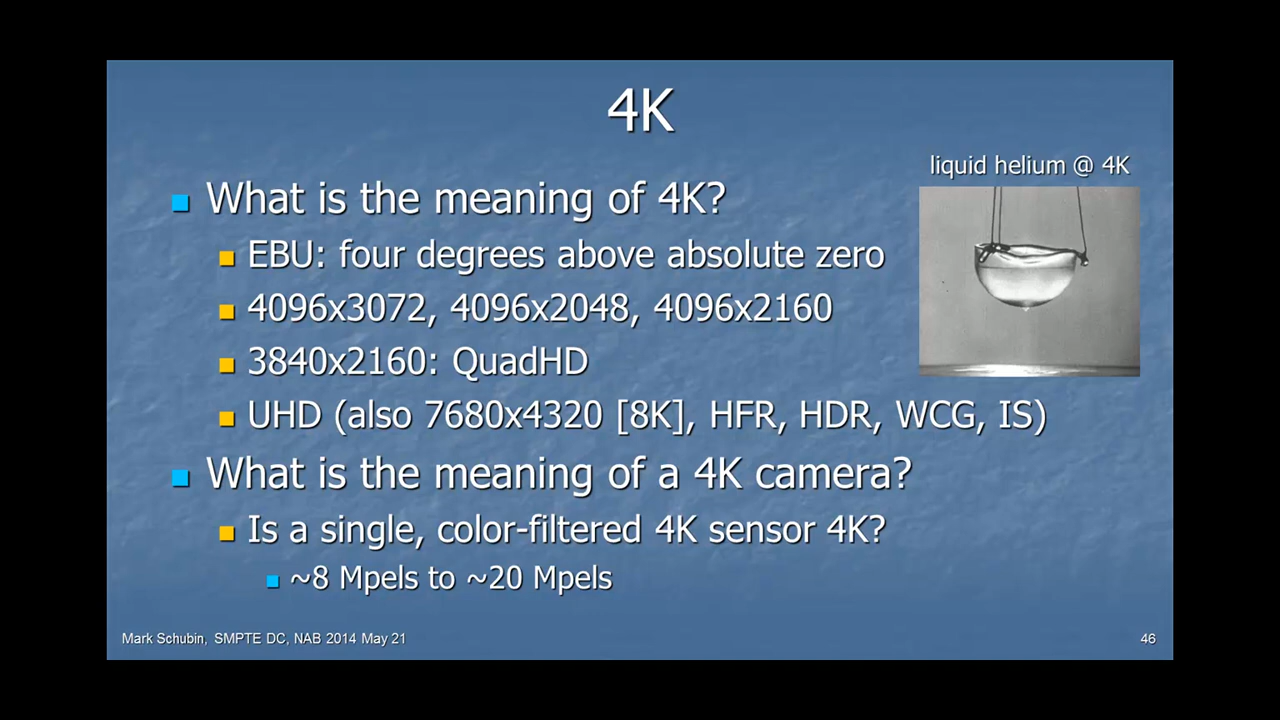 4K
liquid helium @ 4K
What is the meaning of 4K?
EBU: four degrees above absolute zero
4096x3072, 4096x2048, 4096x2160
3840x2160: QuadHD
UHD (also 7680x4320 [8K], HFR, HDR, WCG, IS)
What is the meaning of a 4K camera?
Is a single, color-filtered 4K sensor 4K?
~8 Mpels to ~20 Mpels
Mark Schubin, SMPTE DC, NAB 2014 May 21
46